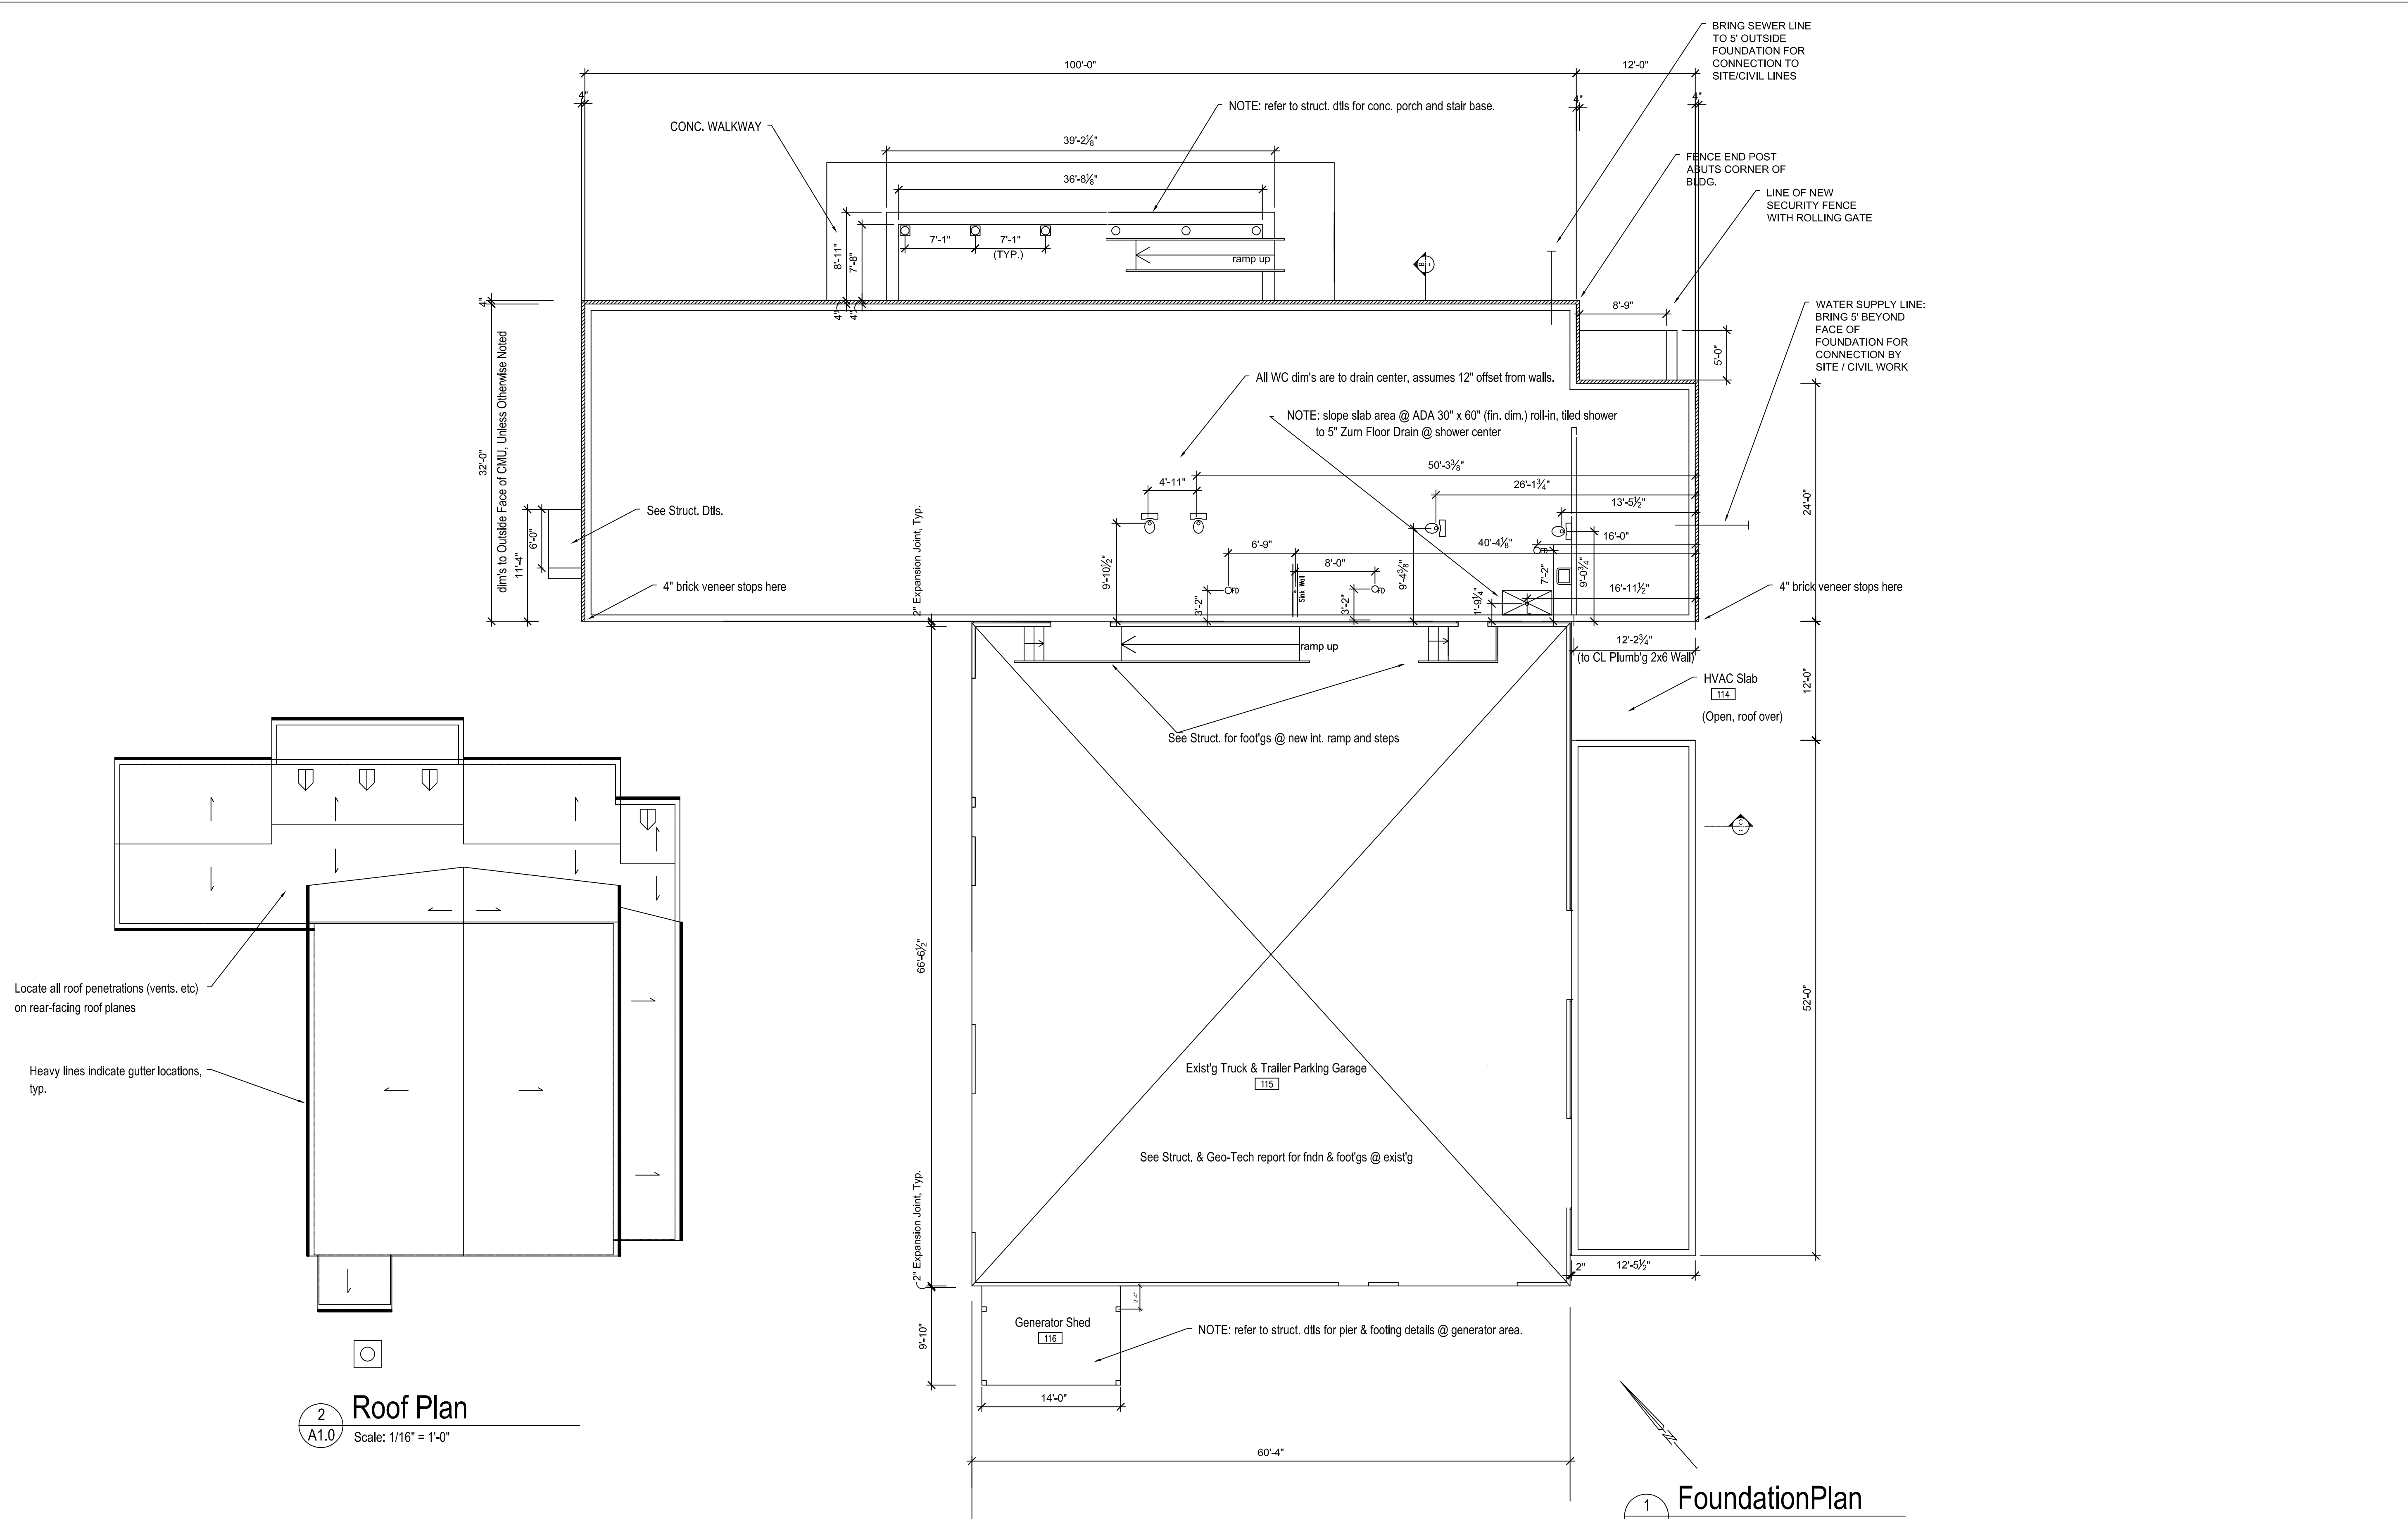 BRING SEWER LINE
TO 5' OUTSIDE
FOUNDATION FOR
CONNECTION TO
SITE/CIVIL LINES
100'-0"
12'-0"
4"
4"
4"
NOTE: refer to struct. dtls for conc. porch and stair base.
CONC. WALKWAY
39'-2⅛"
36'-8⅛"
FENCE END POST
ABUTS CORNER OF
BLDG.
LINE OF NEW
SECURITY FENCE
WITH ROLLING GATE
8'-11"
7'-8"
7'-1"
7'-1"
(TYP.)
ramp up
B
4"
4"
4"
8'-9"
5'-0"
WATER SUPPLY LINE:
BRING 5' BEYOND
FACE OF
FOUNDATION FOR
CONNECTION BY
SITE / CIVIL WORK
32'-0"
dim's to Outside Face of CMU, Unless Otherwise Noted
All WC dim's are to drain center, assumes 12" offset from walls.
NOTE: slope slab area @ ADA 30" x 60" (fin. dim.) roll-in, tiled shower
to 5" Zurn Floor Drain @ shower center
50'-3⅜"
4'-11"
26'-1¾"
13'-5½"
24'-0"
See Struct. Dtls.
6'-0"
11'-4"
2" Expansion Joint, Typ.
16'-0"
40'-4⅛"
FD
6'-9"
8'-0"
9'-10½"
9'-4⅜"
7'-2"
9'-0¾"
4" brick veneer stops here
3'-2"
FD
Sink Wall
3'-2"
FD
1'-9¼"
16'-11½"
4" brick veneer stops here
12'-2¾"
(to CL Plumb'g 2x6 Wall)
ramp up
HVAC Slab
114
(Open, roof over)
12'-0"
See Struct. for foot'gs @ new int. ramp and steps
C
66'-6½"
52'-0"
Locate all roof penetrations (vents. etc)
on rear-facing roof planes
Heavy lines indicate gutter locations,
typ.
Exist'g Truck & Trailer Parking Garage
115
See Struct. & Geo-Tech report for fndn & foot'gs @ exist'g
2" Expansion Joint, Typ.
2"
12'-5½"
9'-10"
Generator Shed
116
NOTE: refer to struct. dtls for pier & footing details @ generator area.
14'-0"
60'-4"
N
2
A1.0
Roof Plan
Scale: 1/16" = 1'-0"
1
FoundationPlan